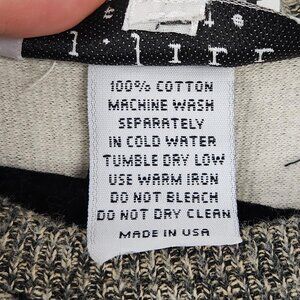 100% COTTON
MACHINE WASH
SEPARATELY
IN COLD WATER
TUMBLE DRY LOW
USE WARM IRON
DO NOT BLEACH
DO NOT DRY CLEAN
MADE IN USA